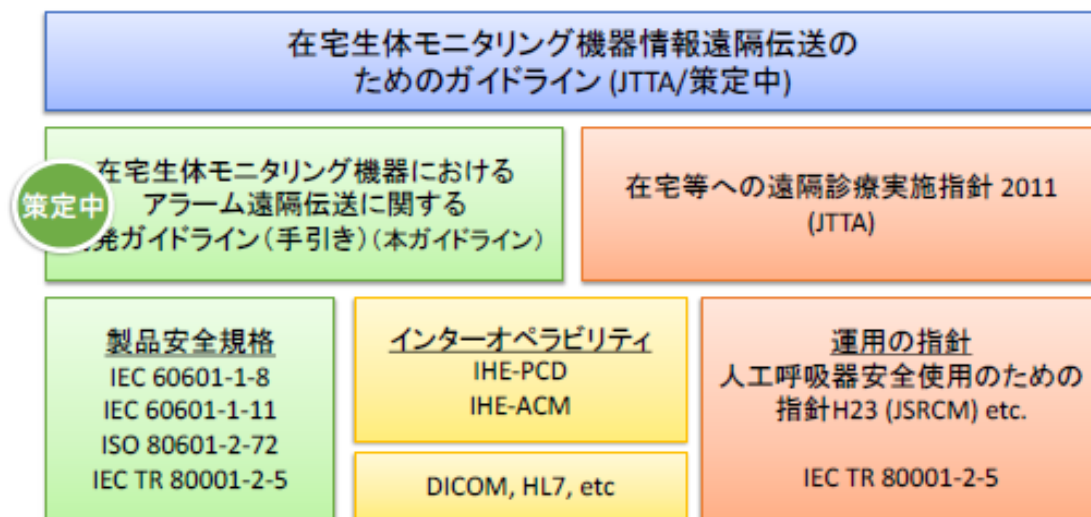 在宅生体モニタリング機器情報遠隔伝送の
ためのガイドライン (JTTA/策定中)
策定中
在宅生体モニタリング機器における
アラーム遠隔伝送に関する
発ガイドライン（手引き）（本ガイドライン）
在宅等への遠隔診療実施指針 2011
(JTTA)
製品安全規格
IEC 60601-1-8
IEC 60601-1-11
ISO 80601-2-72
IEC TR 80001-2-5
インターオペラビリティ
IHE-PCD
IHE-ACM
DICOM, HL7, etc
運用の指針
人工呼吸器安全使用のための
指針H23 (JSRCM) etc.
IEC TR 80001-2-5